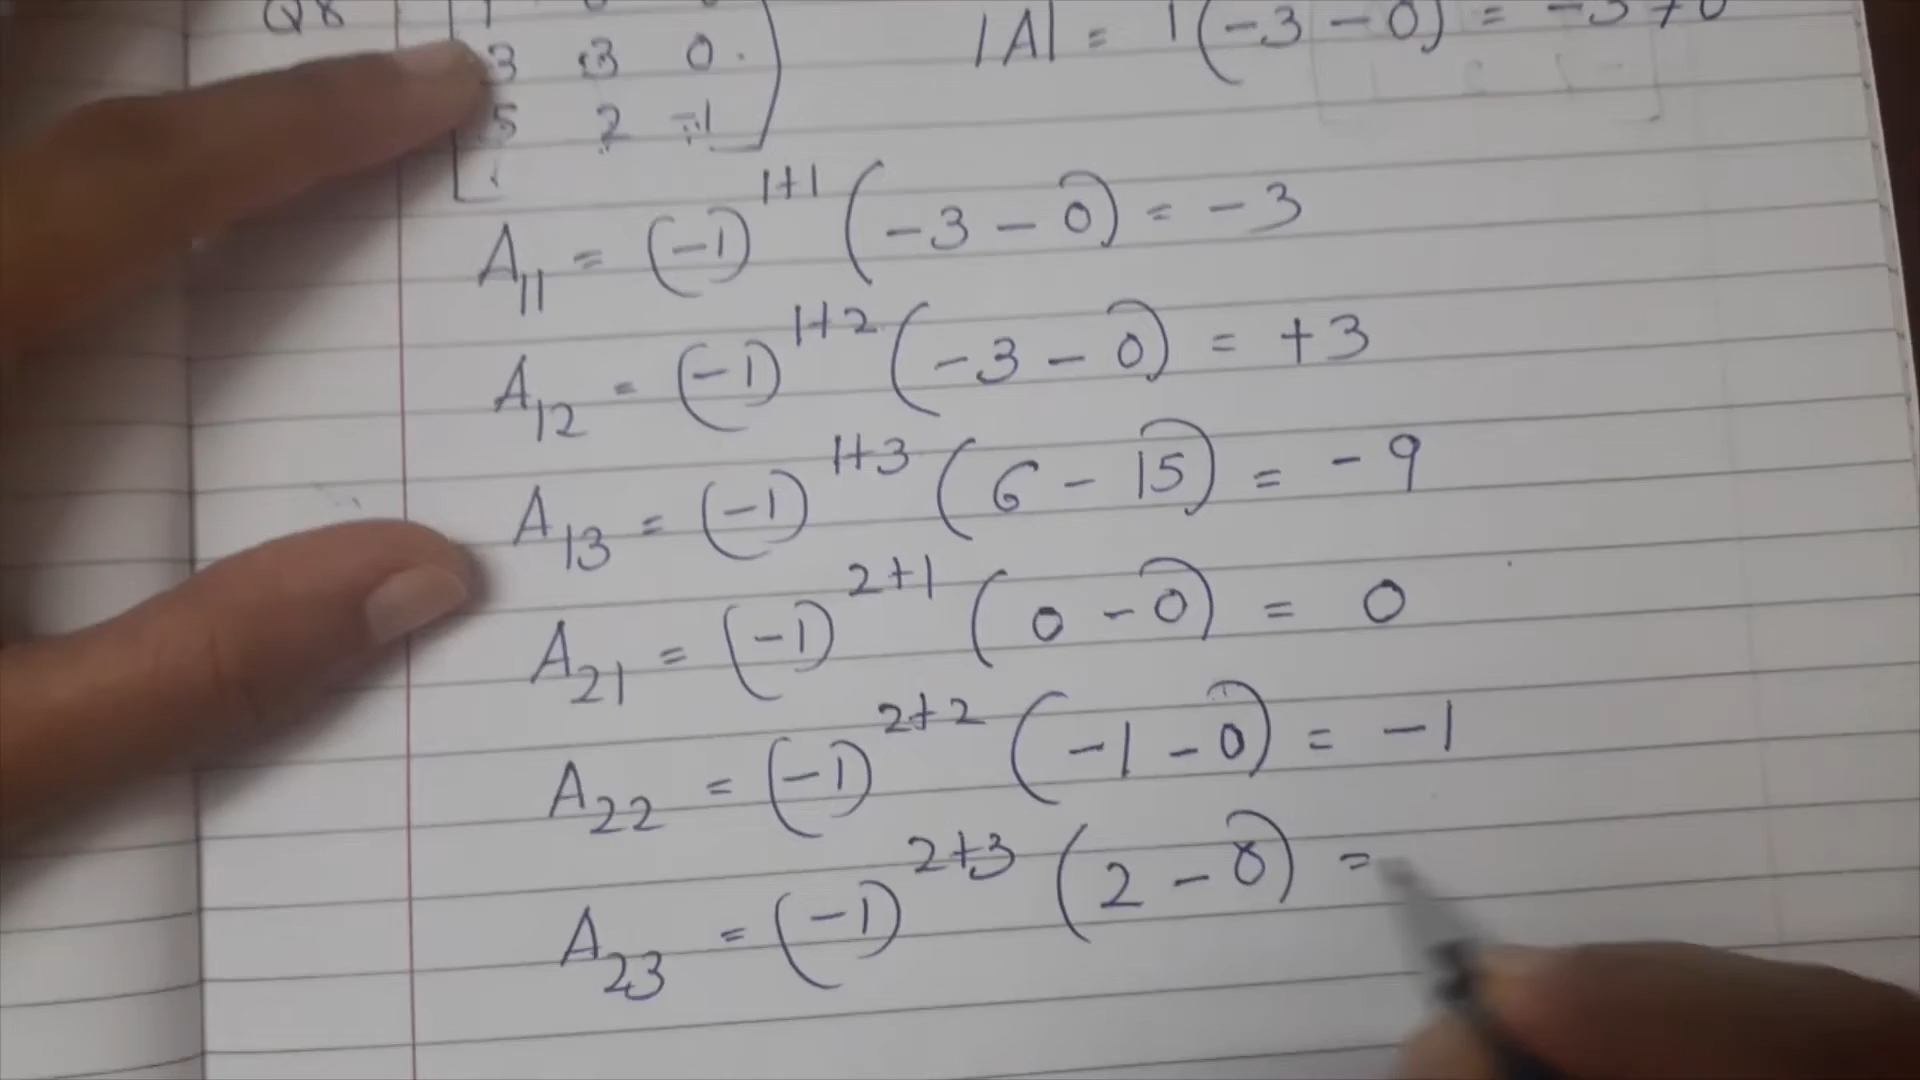 Q8
3 3 0
5 2 -1
|A| = 1(-3-0) = -3≠0
A₁₁ = (-1)¹⁺¹ (-3-0) = -3
A₁₂ = (-1)¹⁺² (-3-0) = +3
A₁₃ = (-1)¹⁺³ (6-15) = -9
A₂₁ = (-1)²⁺¹ (0-0) = 0
A₂₂ = (-1)²⁺² (-1-0) = -1
A₂₃ = (-1)²⁺³ (2-0) =